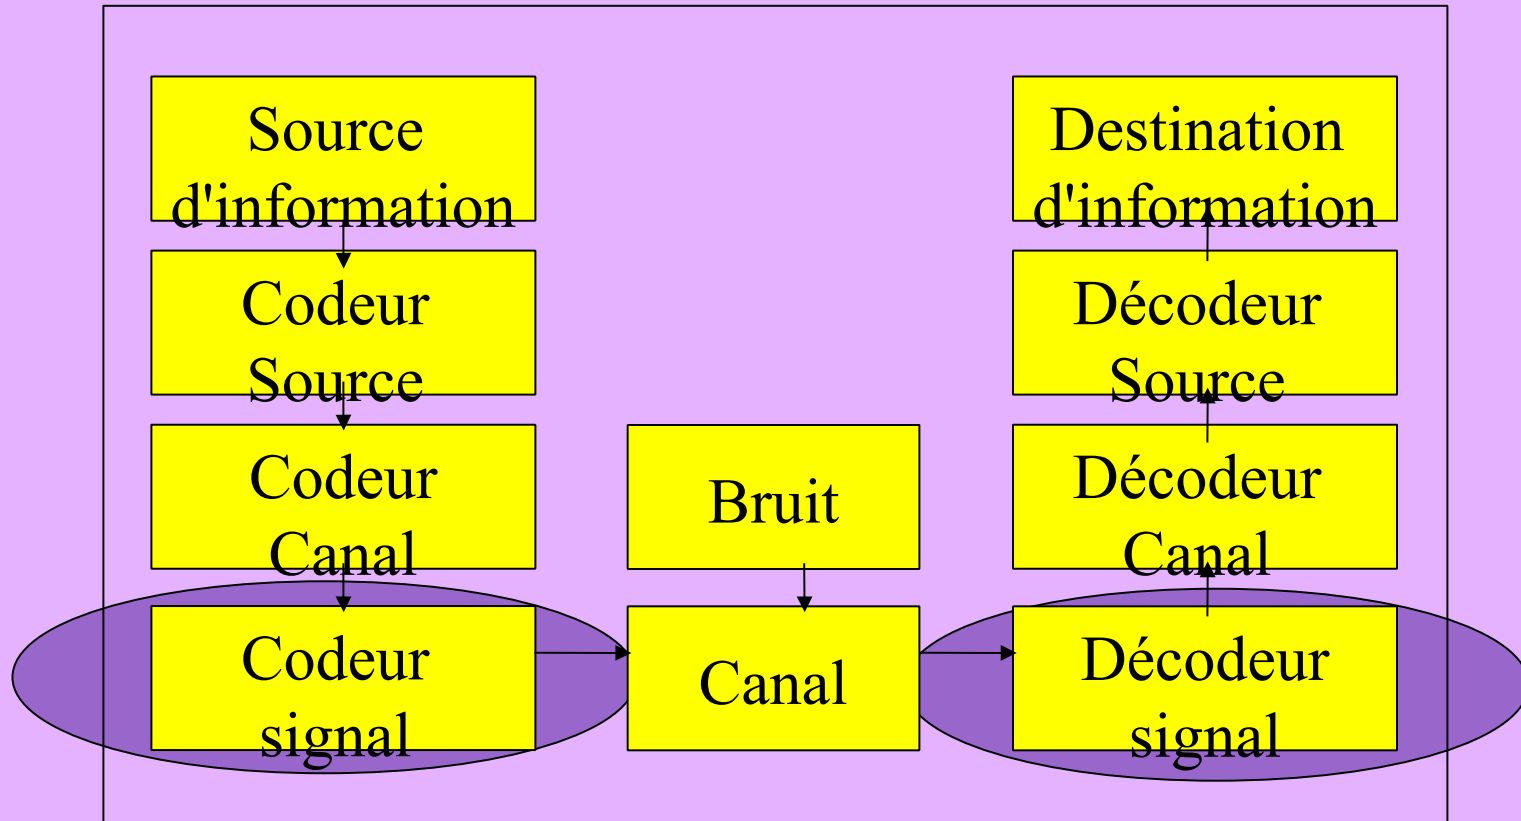 Source
d'information
Codeur
Source
Codeur
Canal
Codeur
signal
Bruit
Canal
Destination
d'information
Décodeur
Source
Décodeur
Canal
Décodeur
signal